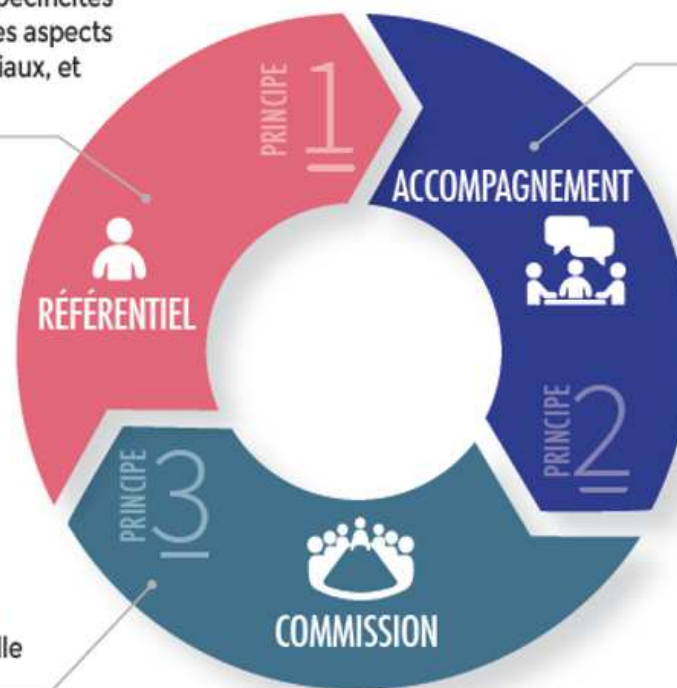 es aspects
iaux, et
PRINCIPE 1
RÉFÉRENTIEL
ACCOMPAGNEMENT
PRINCIPE 2
PRINCIPE 3
COMMISSION
lle